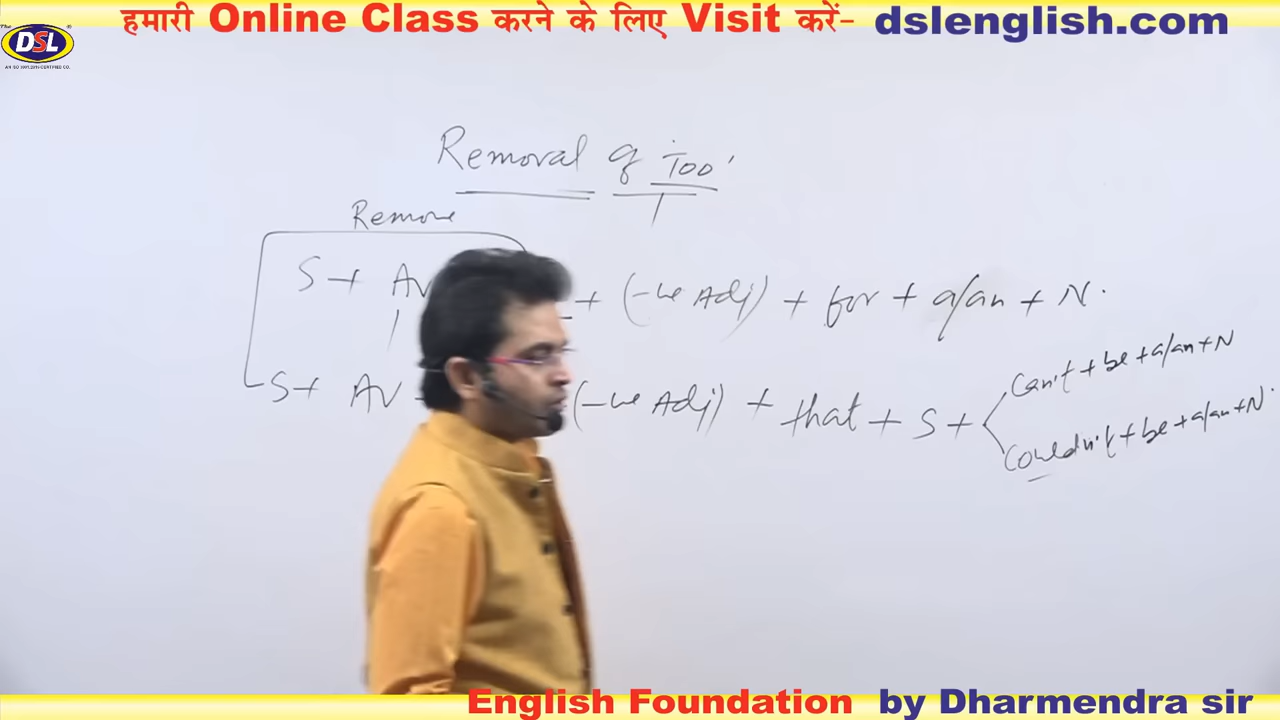 हमारी Online Class करने के लिए Visit करें- dslenglish.com
The DSL ®
Removal of 'Too'
Remove
S + AV + (-ve Adj) + for + a/an + N.
S + AV (-ve Adj) + that + S +
Can't + be + a/an + N
Couldn't + be + a/an + N.
English Foundation by Dharmendra sir